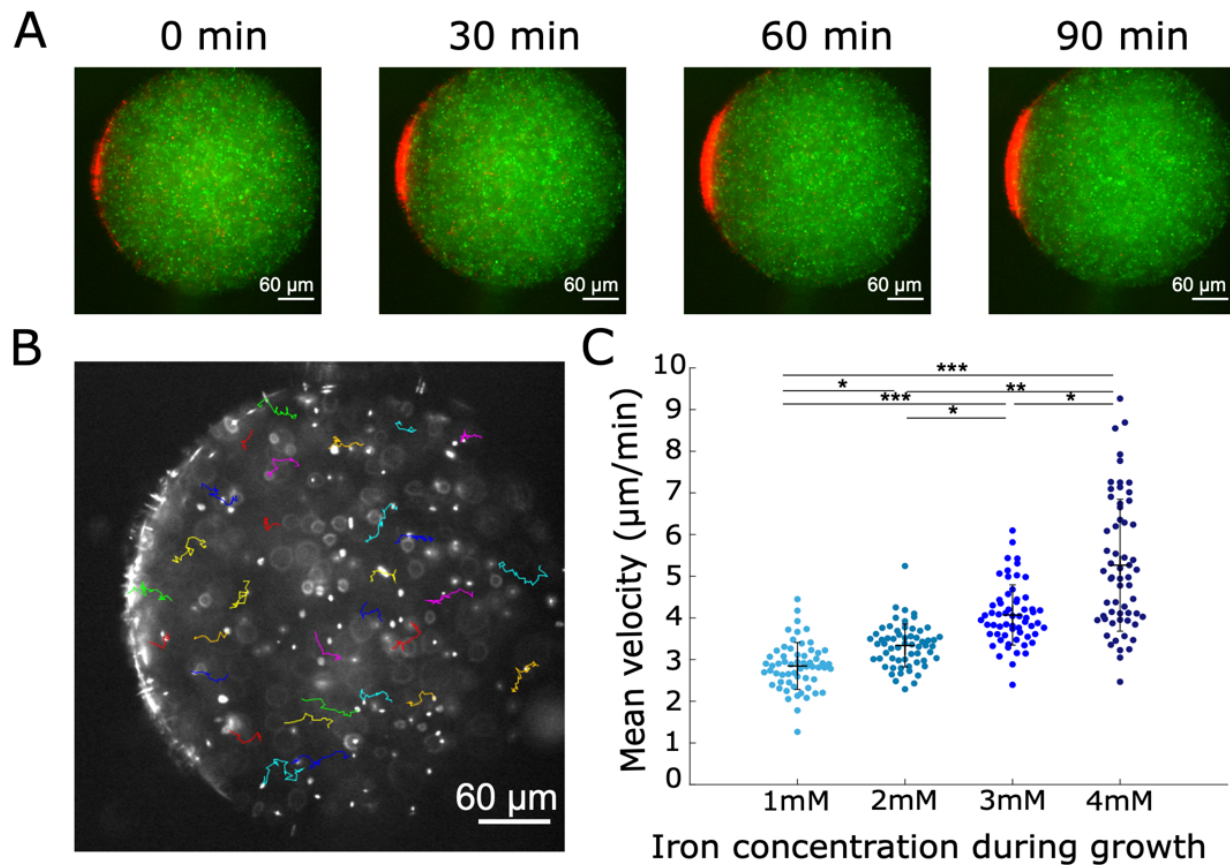 A
0 min
30 min
60 min
90 min
60 µm
60 µm
60 µm
60 µm
B
60 µm
C
Mean velocity (µm/min)
10
9
8
7
6
5
4
3
2
1
0
***
*
**
***
*
*
1mM
2mM
3mM
4mM
Iron concentration during growth